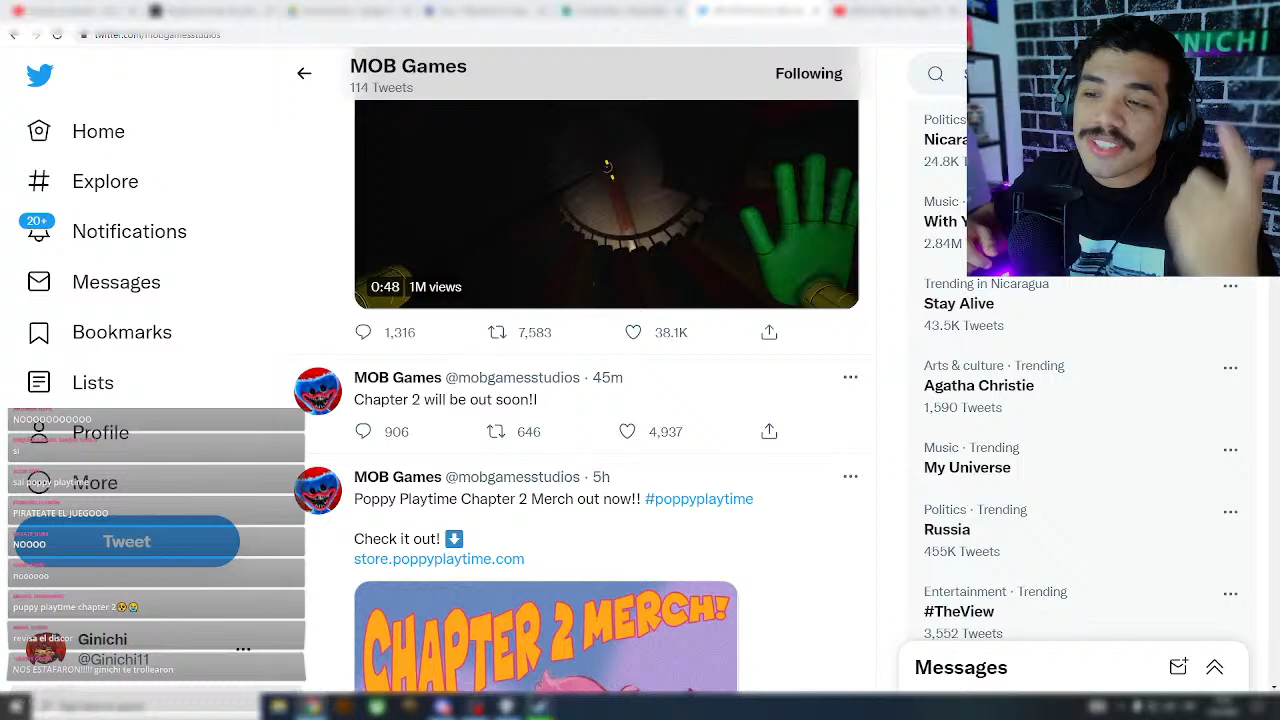 twitter.com/mobgamesstudios
MOB Games
114 Tweets
Following
INICHI
Home
Explore
20+
Notifications
Messages
Bookmarks
Lists
Profile
More
Tweet
Ginichi
@Ginichi11
NOOOOOOOOOOO
si
sai poppy playtime
PIRATEATE EL JUEGOOO
NOOOO
noooooo
puppy playtime chapter 2🥺😭
revisa el discor
NOS ESTAFARON!!!!! ginichi te trollearon
0:48 1M views
1,316 7,583 38.1K
MOB Games @mobgamesstudios · 45m
Chapter 2 will be out soon!!
906 646 4,937
MOB Games @mobgamesstudios · 5h
Poppy Playtime Chapter 2 Merch out now!! #poppyplaytime
Check it out! ⬇️
store.poppyplaytime.com
CHAPTER 2 MERCH!
Politics
Nicara
24.8K T
Music ·
With Y
2.84M
Trending in Nicaragua
Stay Alive
43.5K Tweets
Arts & culture · Trending
Agatha Christie
1,590 Tweets
Music · Trending
My Universe
Politics · Trending
Russia
455K Tweets
Entertainment · Trending
#TheView
3,552 Tweets
Messages